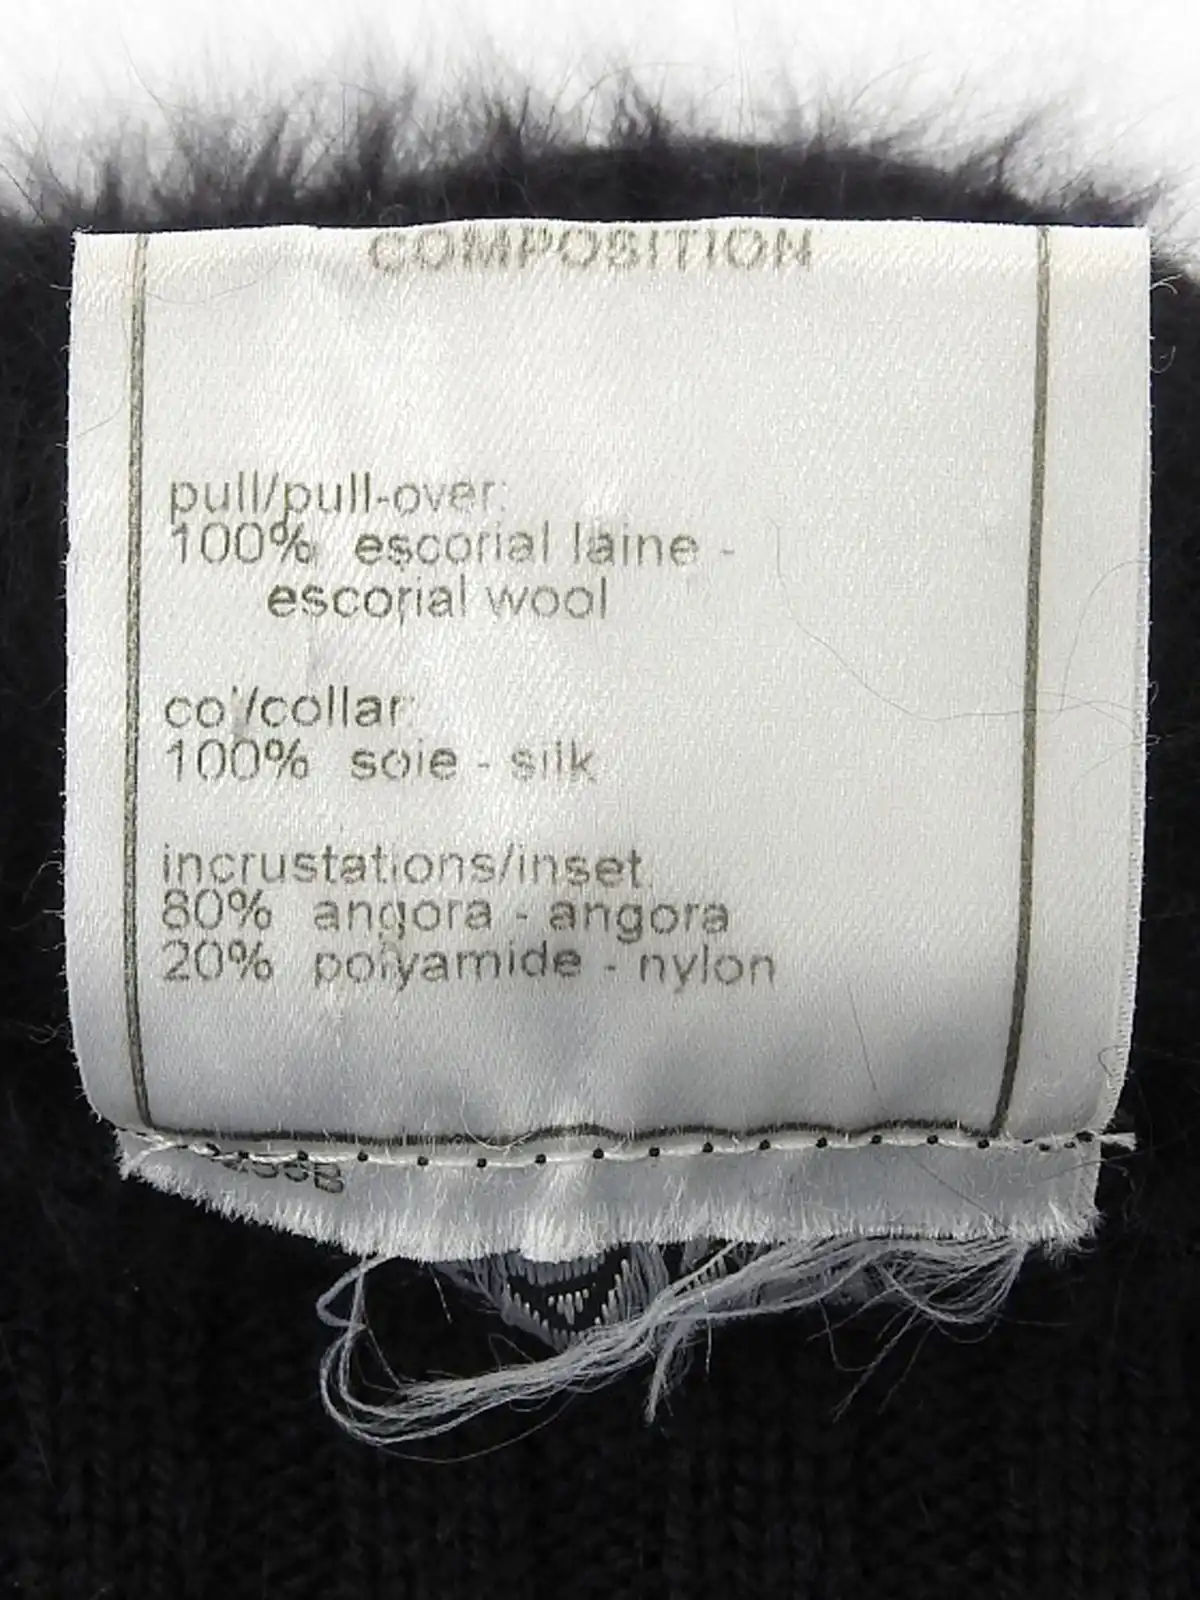 COMPOSITION
pull/pull-over:
100% escorial laine -
escorial wool
col/collar:
100% soie - silk
incrustations/inset
80% angora - angora
20% polyamide - nylon